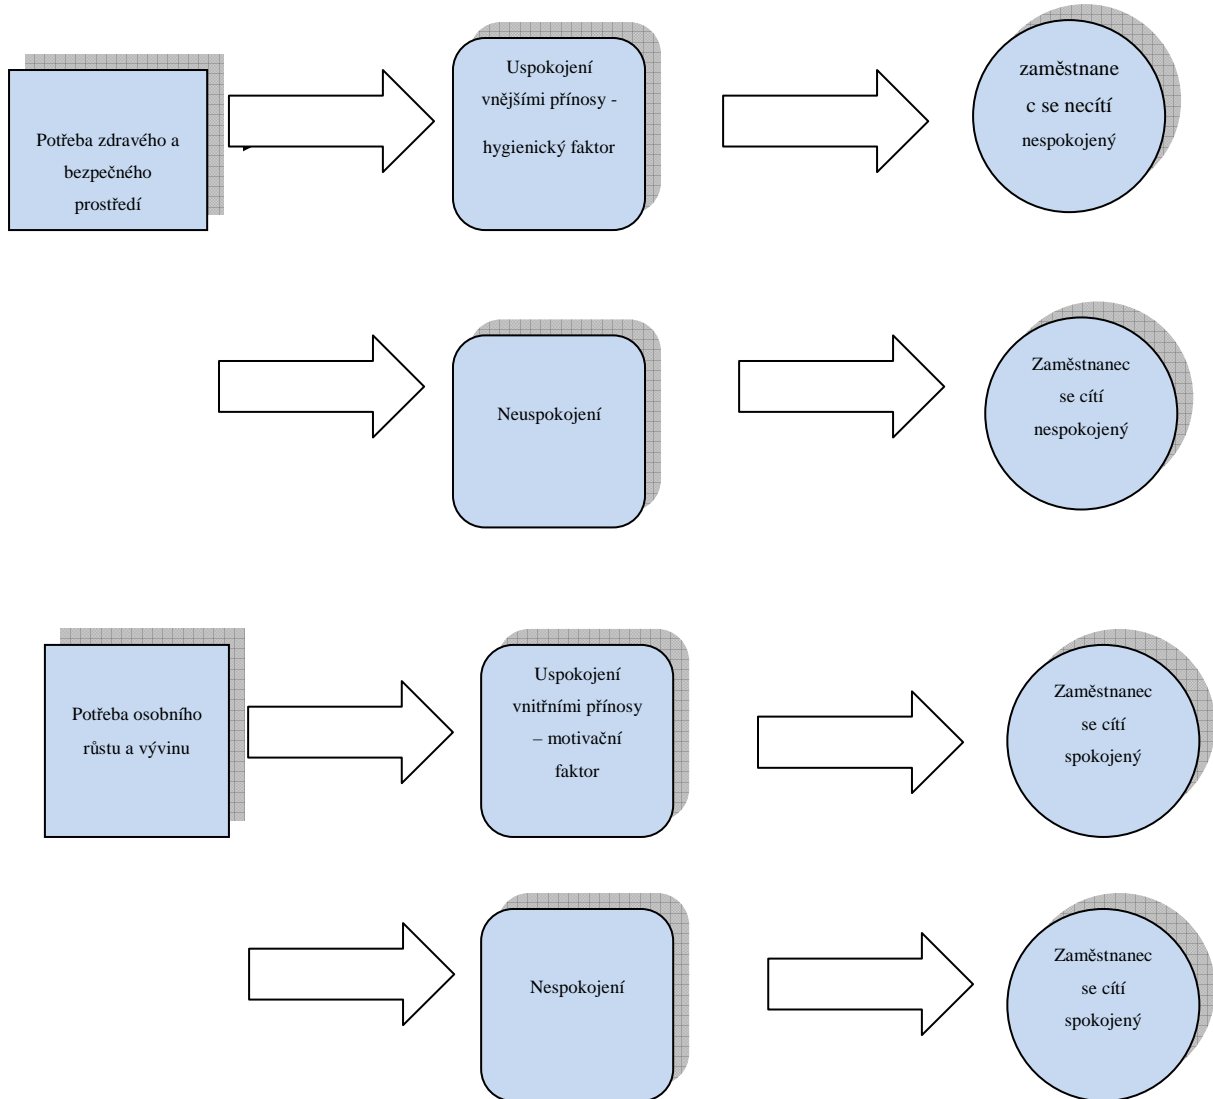 Potřeba zdravého a
bezpečného
prostředí
Uspokojení
vnějšími přínosy -
hygienický faktor
zaměstnane
c se necítí
nespokojený
Neuspokojení
Zaměstnanec
se cítí
nespokojený
Potřeba osobního
růstu a vývinu
Uspokojení
vnitřními přínosy
– motivační
faktor
Zaměstnanec
se cítí
spokojený
Nespokojení
Zaměstnanec
se cítí
spokojený